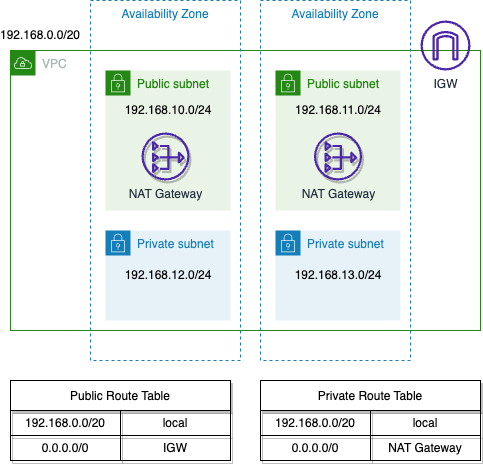 Availability Zone
Availability Zone
192.168.0.0/20
VPC
IGW
Public subnet
192.168.10.0/24
NAT Gateway
Public subnet
192.168.11.0/24
NAT Gateway
Private subnet
192.168.12.0/24
Private subnet
192.168.13.0/24
Public Route Table
192.168.0.0/20 local
0.0.0.0/0 IGW
Private Route Table
192.168.0.0/20 local
0.0.0.0/0 NAT Gateway